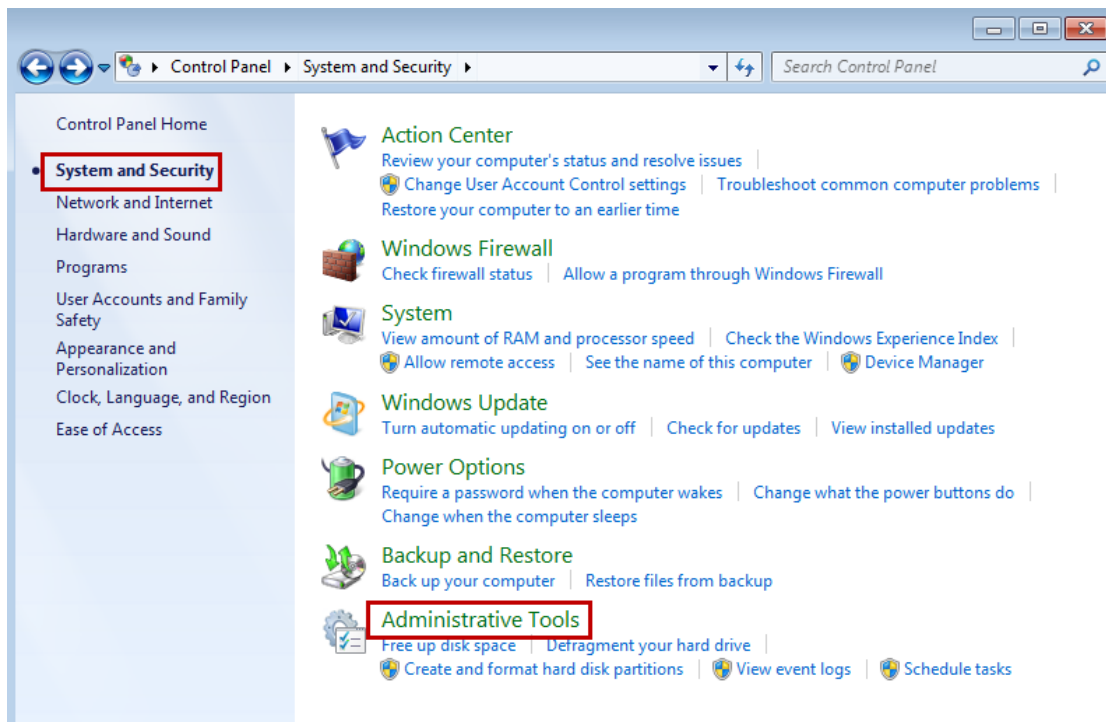 Control Panel System and Security
Search Control Panel
Control Panel Home
System and Security
Network and Internet
Hardware and Sound
Programs
User Accounts and Family
Safety
Appearance and
Personalization
Clock, Language, and Region
Ease of Access
Action Center
Review your computer's status and resolve issues
Change User Account Control settings Troubleshoot common computer problems
Restore your computer to an earlier time
Windows Firewall
Check firewall status Allow a program through Windows Firewall
System
View amount of RAM and processor speed Check the Windows Experience Index
Allow remote access See the name of this computer Device Manager
Windows Update
Turn automatic updating on or off Check for updates View installed updates
Power Options
Require a password when the computer wakes Change what the power buttons do
Change when the computer sleeps
Backup and Restore
Back up your computer Restore files from backup
Administrative Tools
Free up disk space Defragment your hard drive
Create and format hard disk partitions View event logs Schedule tasks